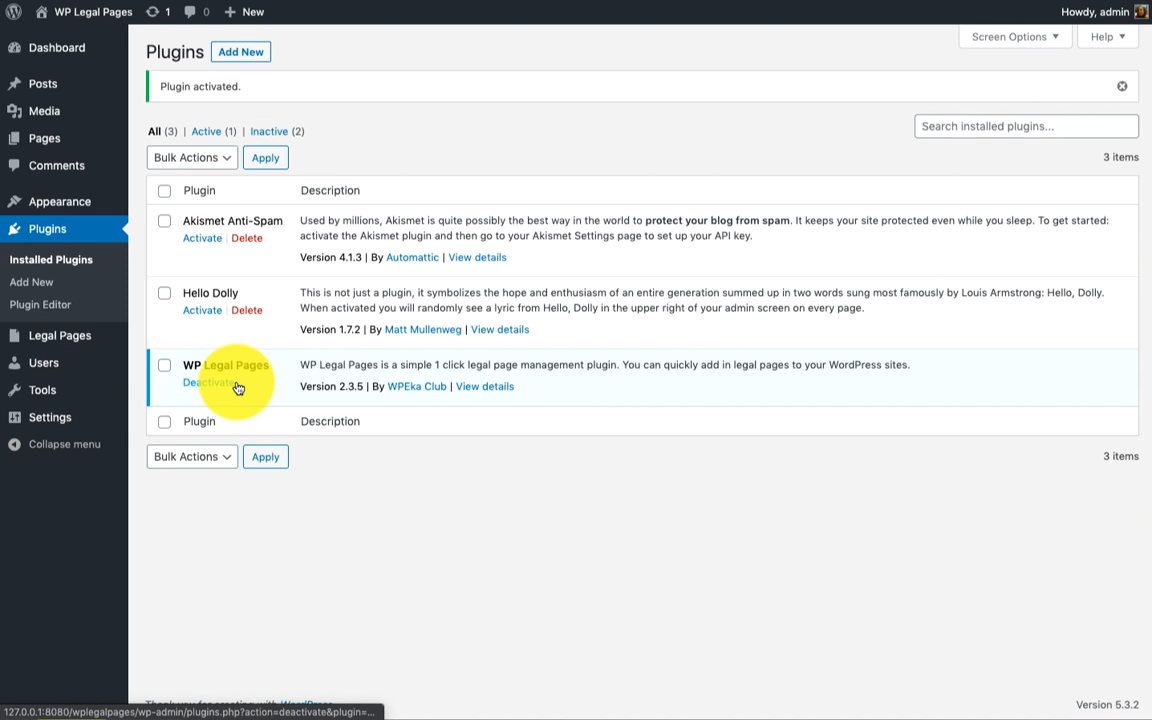 WP Legal Pages 1 0 New Howdy, admin
Dashboard
Posts
Media
Pages
Comments
Appearance
Plugins
Installed Plugins
Add New
Plugin Editor
Legal Pages
Users
Tools
Settings
Collapse menu
Screen Options Help
Plugins Add New
Plugin activated.
All (3) | Active (1) | Inactive (2)
Search installed plugins...
Bulk Actions Apply 3 items
Plugin Description
Akismet Anti-Spam
Activate | Delete
Used by millions, Akismet is quite possibly the best way in the world to protect your blog from spam. It keeps your site protected even while you sleep. To get started:
activate the Akismet plugin and then go to your Akismet Settings page to set up your API key.
Version 4.1.3 | By Automattic | View details
Hello Dolly
Activate | Delete
This is not just a plugin, it symbolizes the hope and enthusiasm of an entire generation summed up in two words sung most famously by Louis Armstrong: Hello, Dolly.
When activated you will randomly see a lyric from Hello, Dolly in the upper right of your admin screen on every page.
Version 1.7.2 | By Matt Mullenweg | View details
WP Legal Pages
Deactivate
WP Legal Pages is a simple 1 click legal page management plugin. You can quickly add in legal pages to your WordPress sites.
Version 2.3.5 | By WPEka Club | View details
Plugin Description
Bulk Actions Apply 3 items
Thank you for creating with WordPress.
Version 5.3.2
127.0.0.1:8080/wplegalpages/wp-admin/plugins.php?action=deactivate&plugin=...